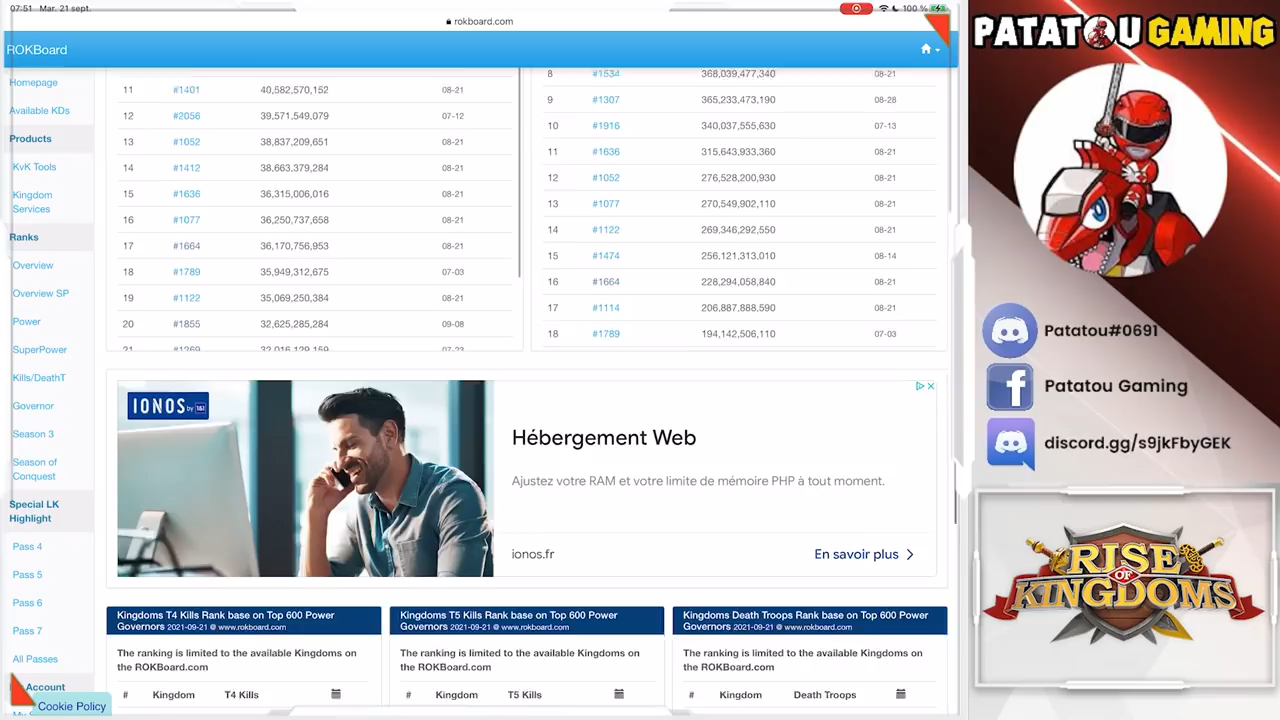 07:51 Mar. 21 sept.
100 %
rokboard.com
ROKBoard
Homepage
Available KDs
Products
KvK Tools
Kingdom
Services
Ranks
Overview
Overview SP
Power
SuperPower
Kills/DeathT
Governor
Season 3
Season of
Conquest
Special LK
Highlight
Pass 4
Pass 5
Pass 6
Pass 7
All Passes
Account
Cookie Policy
11 #1401 40,582,570,152 08-21
12 #2056 39,571,549,079 07-12
13 #1052 38,837,209,651 08-21
14 #1412 38,663,379,284 08-21
15 #1636 36,315,006,016 08-21
16 #1077 36,250,737,658 08-21
17 #1664 36,170,756,953 08-21
18 #1789 35,949,312,675 07-03
19 #1122 35,069,250,384 08-21
20 #1855 32,625,285,284 09-08
21 #1269 32,016,129,159 07-23
8 #1534 368,039,477,340 08-21
9 #1307 365,233,473,190 08-28
10 #1916 340,037,555,630 07-13
11 #1636 315,643,933,360 08-21
12 #1052 276,528,200,930 08-21
13 #1077 270,549,902,110 08-21
14 #1122 269,346,292,550 08-21
15 #1474 256,121,313,010 08-14
16 #1664 228,294,058,840 08-21
17 #1114 206,887,888,590 08-21
18 #1789 194,142,506,110 07-03
IONOS by 1&1
Hébergement Web
Ajustez votre RAM et votre limite de mémoire PHP à tout moment.
ionos.fr
En savoir plus
Kingdoms T4 Kills Rank base on Top 600 Power
Governors 2021-09-21 @ www.rokboard.com
The ranking is limited to the available Kingdoms on
the ROKBoard.com
# Kingdom T4 Kills
Kingdoms T5 Kills Rank base on Top 600 Power
Governors 2021-09-21 @ www.rokboard.com
The ranking is limited to the available Kingdoms on
the ROKBoard.com
# Kingdom T5 Kills
Kingdoms Death Troops Rank base on Top 600 Power
Governors 2021-09-21 @ www.rokboard.com
The ranking is limited to the available Kingdoms on
the ROKBoard.com
# Kingdom Death Troops
PATATOU GAMING
Patatou#0691
Patatou Gaming
discord.gg/s9jkFbyGEK
RISE
OF
KINGDOMS